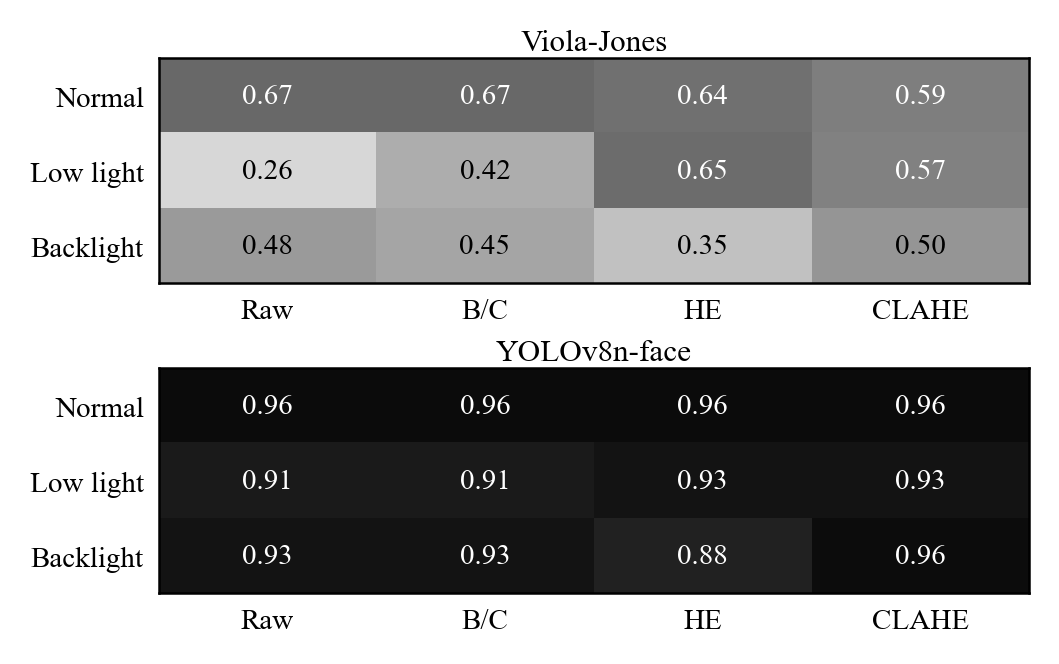 Viola-Jones
Normal 0.67 0.67 0.64 0.59
Low light 0.26 0.42 0.65 0.57
Backlight 0.48 0.45 0.35 0.50
Raw B/C HE CLAHE
YOLOv8n-face
Normal 0.96 0.96 0.96 0.96
Low light 0.91 0.91 0.93 0.93
Backlight 0.93 0.93 0.88 0.96
Raw B/C HE CLAHE